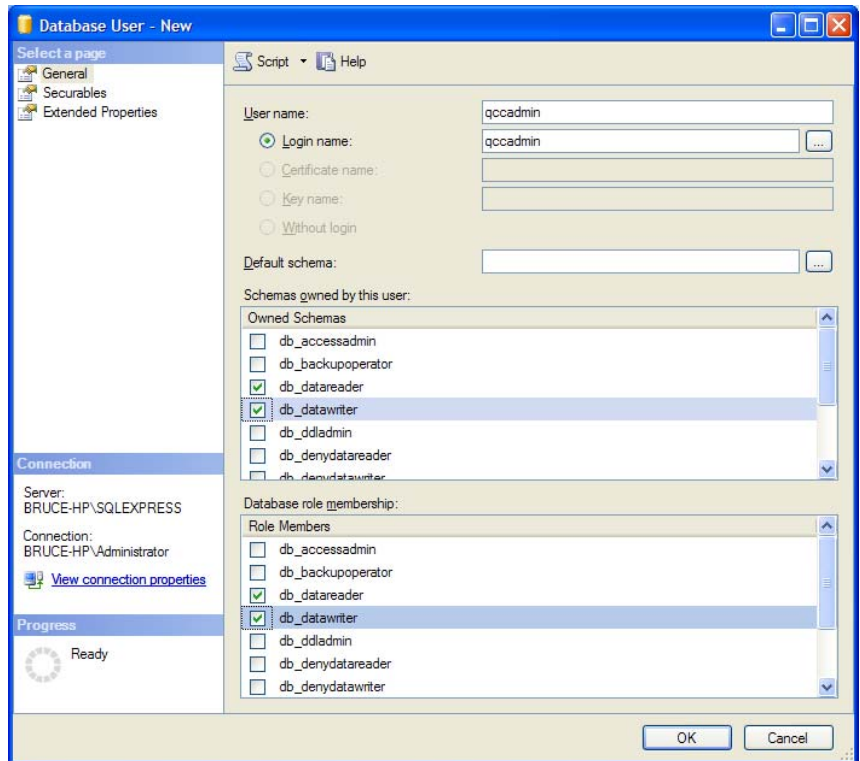 Database User - New
Select a page
General
Securables
Extended Properties
Script Help
User name: qccadmin
Login name: qccadmin ...
Certificate name:
Key name:
Without login
Default schema: ...
Schemas owned by this user:
Owned Schemas
db_accessadmin
db_backupoperator
db_datareader
db_datawriter
db_ddladmin
db_denydatareader
db_denydatawriter
Database role membership:
Role Members
db_accessadmin
db_backupoperator
db_datareader
db_datawriter
db_ddladmin
db_denydatareader
db_denydatawriter
Connection
Server:
BRUCE-HP\SQLEXPRESS
Connection:
BRUCE-HP\Administrator
View connection properties
Progress
Ready
OK Cancel